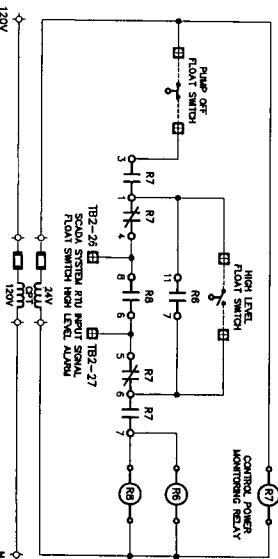 R7
CONTROL POWER
MONITORING RELAY
HIGH LEVEL
FLOAT SWITCH
PUMP OFF
FLOAT SWITCH
R6
11 7
R6
R7 R7 R8 R7 R7
3 1 4 8 6 5 6 7
R8
TB2-26 TB2-27
SCADA SYSTEM RTU INPUT SIGNAL
FLOAT SWITCH HIGH LEVEL ALARM
24V
CPT
120V
120V N